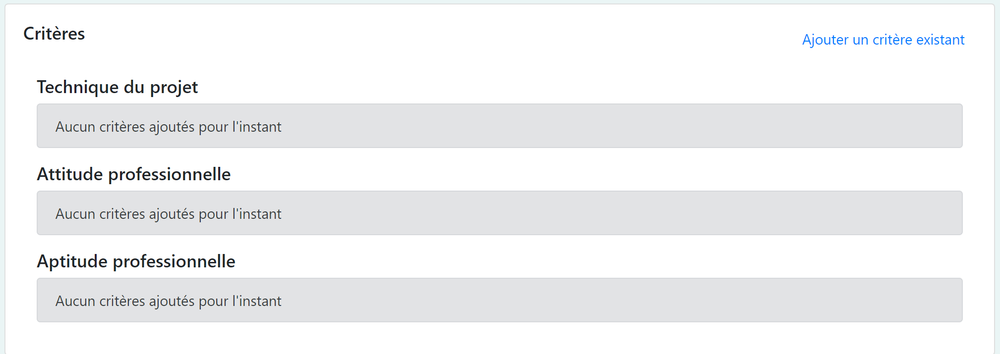 Critères
Ajouter un critère existant
Technique du projet
Aucun critères ajoutés pour l'instant
Attitude professionnelle
Aucun critères ajoutés pour l'instant
Aptitude professionnelle
Aucun critères ajoutés pour l'instant